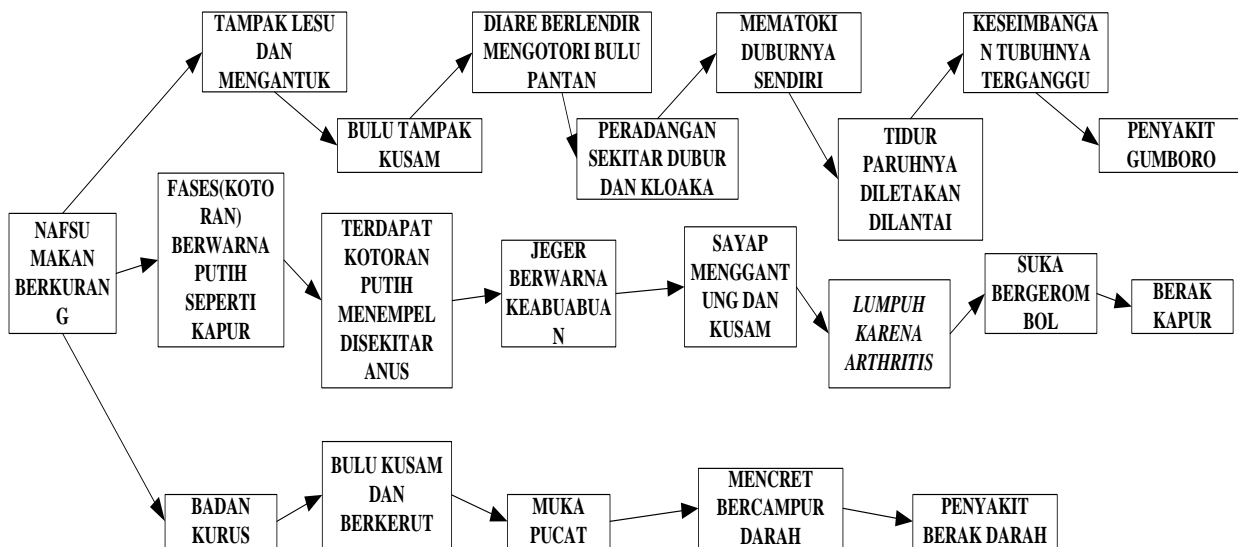 TAMPAK LESU
DAN
MENGANTUK
BULU TAMPAK
KUSAM
DIARE BERLENDIR
MENGOTORI BULU
PANTAN
PERADANGAN
SEKITAR DUBUR
DAN KLOAKA
MEMATOKI
DUBURNYA
SENDIRI
TIDUR
PARUHNYA
DILETAKAN
DILANTAI
KESEIMBANGA
N TUBUHNYA
TERGANGGU
PENYAKIT
GUMBORO
NAFSU
MAKAN
BERKURAN
G
FASES(KOTO
RAN)
BERWARNA
PUTIH
SEPERTI
KAPUR
TERDAPAT
KOTORAN
PUTIH
MENEMPEL
DISEKITAR
ANUS
JEGER
BERWARNA
KEABUABUA
N
SAYAP
MENGGANT
UNG DAN
KUSAM
LUMPUH
KARENA
ARTHRITIS
SUKA
BERGEROM
BOL
BERAK
KAPUR
BADAN
KURUS
BULU KUSAM
DAN
BERKERUT
MUKA
PUCAT
MENCRET
BERCAMPUR
DARAH
PENYAKIT
BERAK DARAH